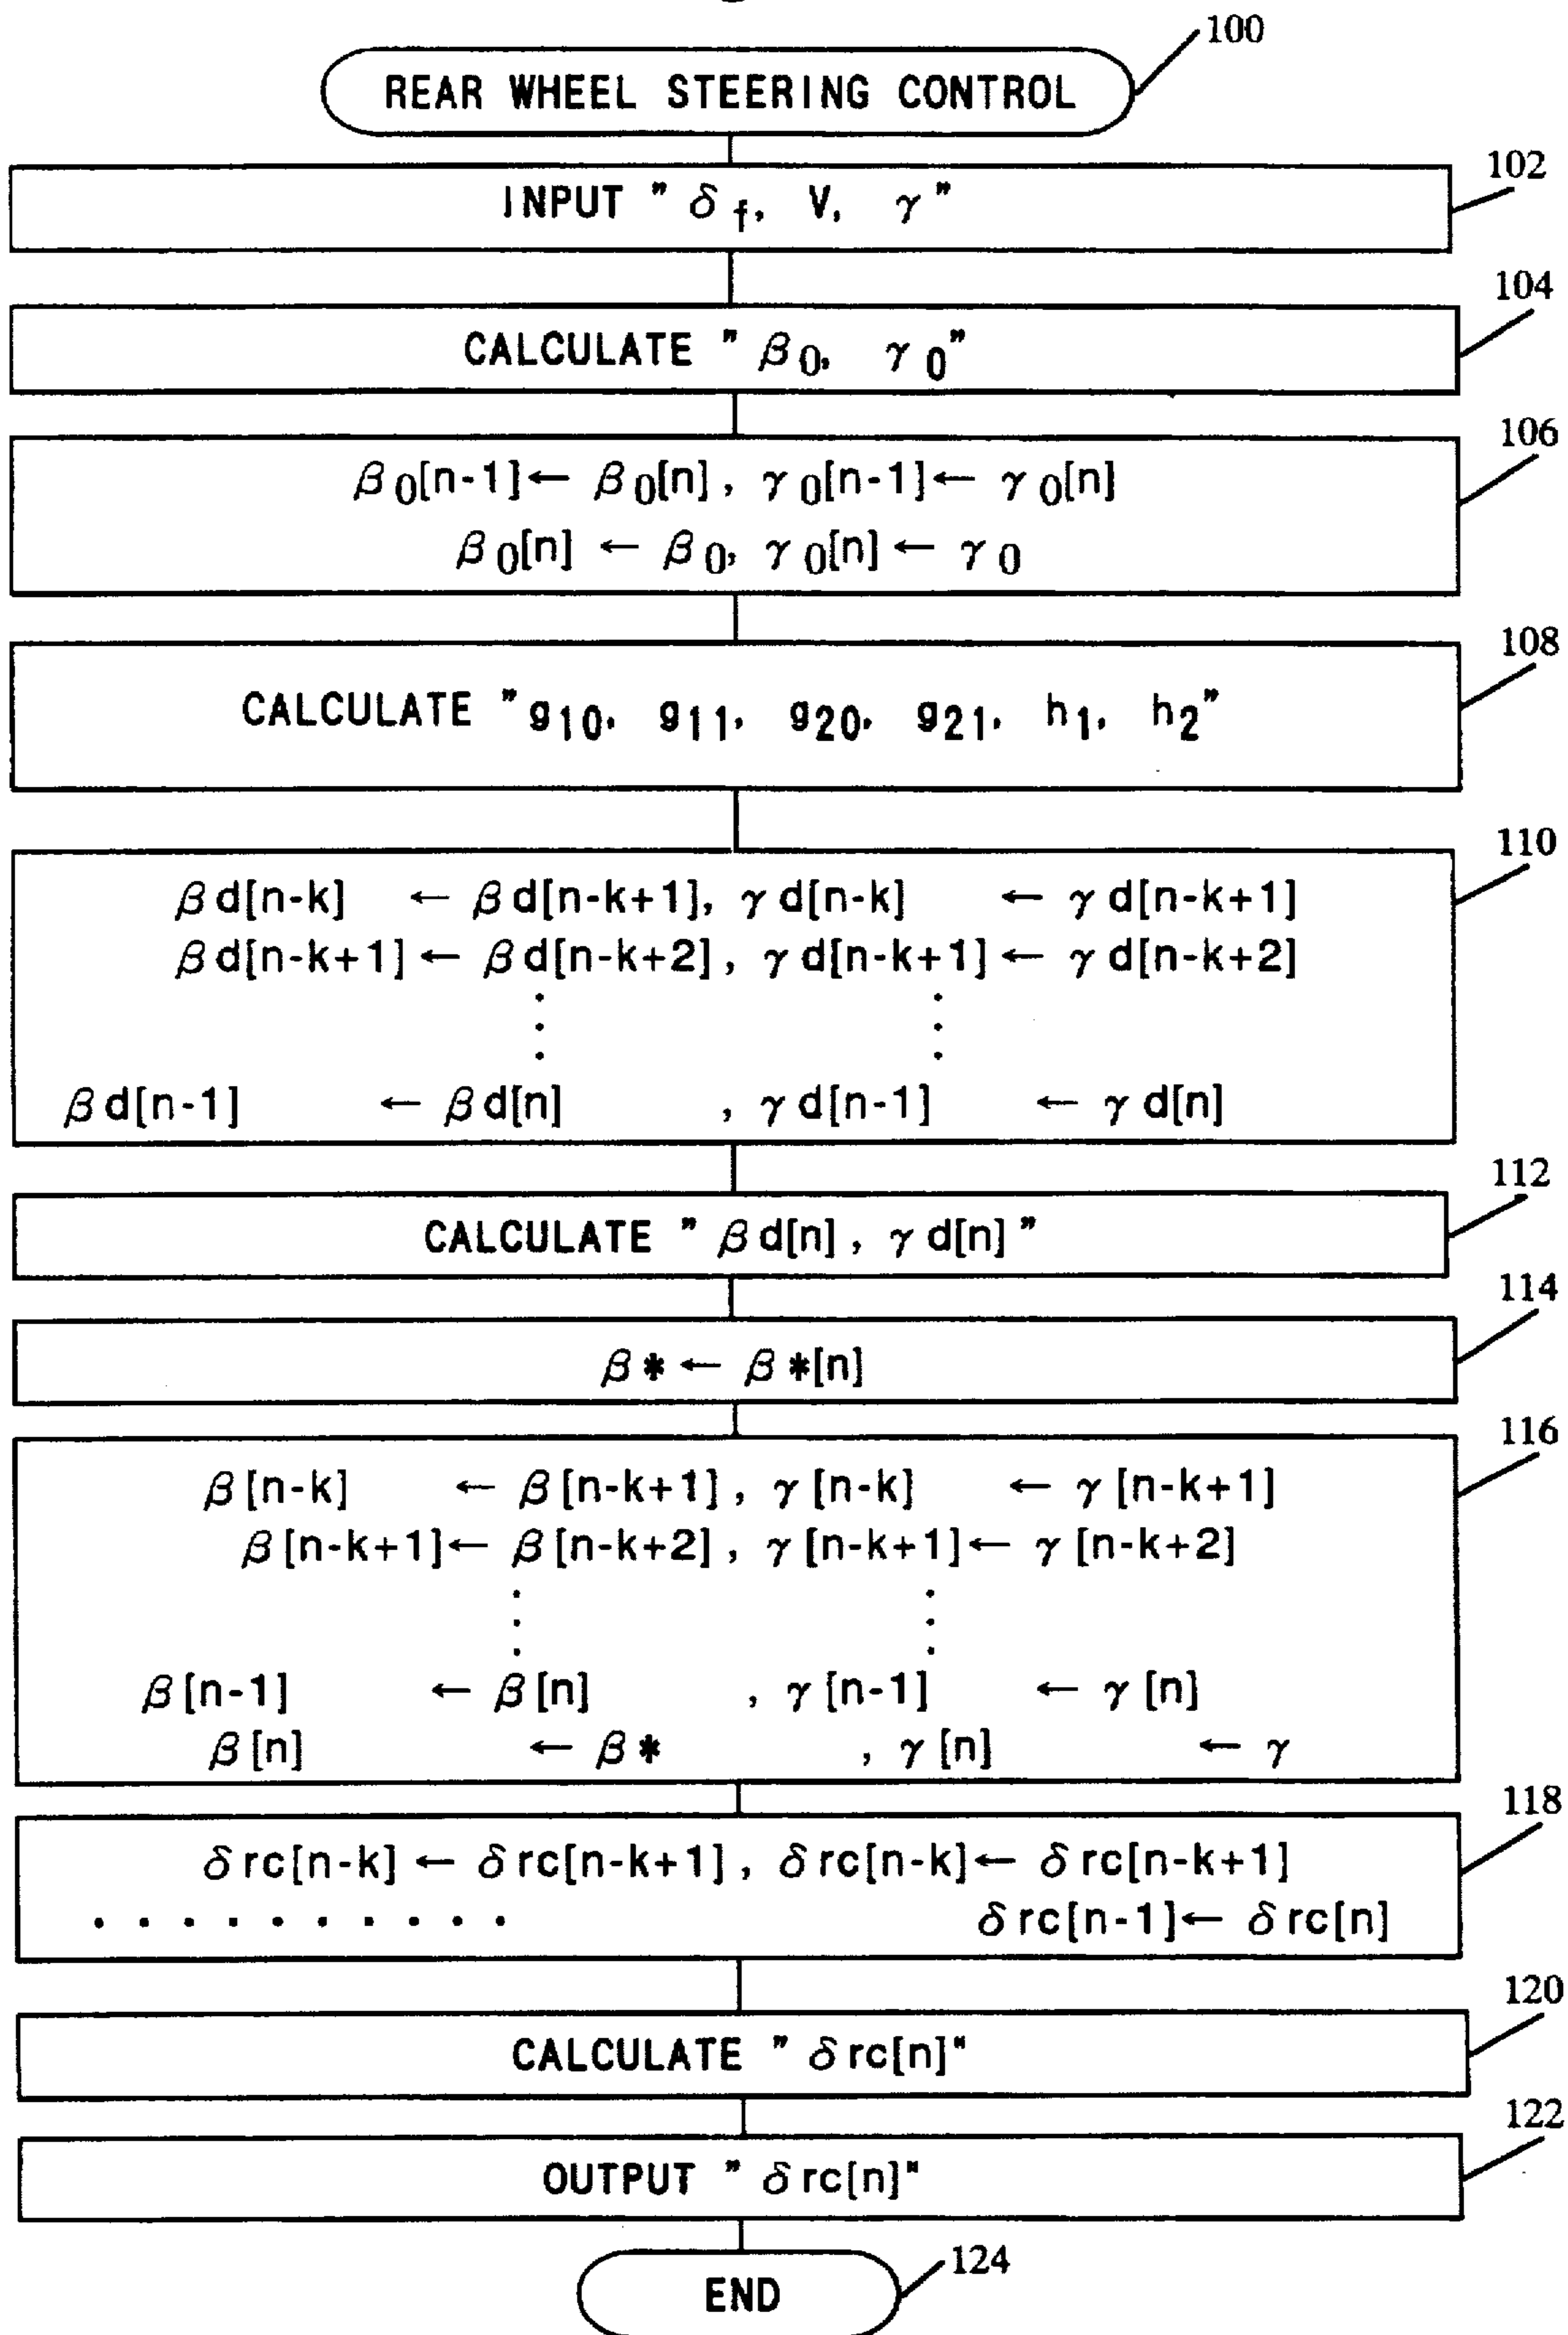 100
REAR WHEEL STEERING CONTROL
102
INPUT " δf, V, γ"
104
CALCULATE " β0, γ0"
106
β0[n-1]← β0[n], γ0[n-1]← γ0[n]
β0[n] ← β0, γ0[n] ← γ0
108
CALCULATE "g10, g11, g20, g21, h1, h2"
110
βd[n-k] ← βd[n-k+1], γd[n-k] ← γd[n-k+1]
βd[n-k+1] ← βd[n-k+2], γd[n-k+1] ← γd[n-k+2]
βd[n-1] ← βd[n] , γd[n-1] ← γd[n]
112
CALCULATE " βd[n], γd[n] "
114
β* ← β*[n]
116
β[n-k] ← β[n-k+1], γ[n-k] ← γ[n-k+1]
β[n-k+1]← β[n-k+2], γ[n-k+1]← γ[n-k+2]
β[n-1] ← β[n] , γ[n-1] ← γ[n]
β[n] ← β* , γ[n] ← γ
118
δrc[n-k] ← δrc[n-k+1], δrc[n-k]← δrc[n-k+1]
. . . . . . . . . . δrc[n-1]← δrc[n]
120
CALCULATE " δrc[n]"
122
OUTPUT " δrc[n]"
124
END